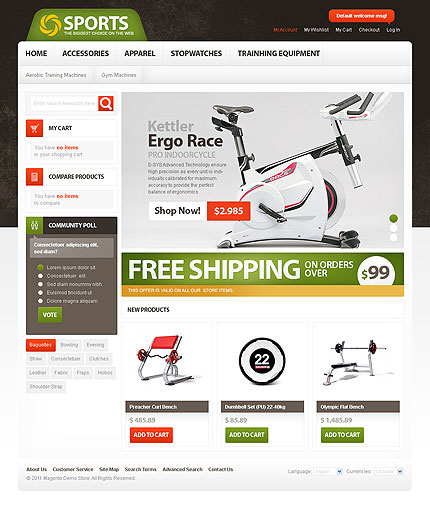 Default welcome msg!
SPORTS
THE BIGGEST CHOICE ON THE WEB
My Account My Wishlist My Cart Checkout Log In
HOME ACCESSORIES APPAREL STOPWATCHES TRAINHING EQUIPMENT
Aerobic Training Machines Gym Machines
Enter search keywords here
MY CART
You have no items
in your shopping cart.
COMPARE PRODUCTS
You have no items
to compare.
COMMUNITY POLL
Consectetuer adipiscing elit,
sed diam?
Lorem ipsum dolor sit
Consectetuer elit
Sed diam nonummy nibh
Euismod tincidunt ut
Dolore magna aliquam
VOTE
Baguettes Bowling Evening
Straw Consectetuer Clutches
Leather Fabric Flaps Hobos
Shoulder-Strap
Kettler
Ergo Race
PRO INDOORCYCLE
E-SYS Advanced Technology ensure
high precision as every unit is indi-
vidually calibrated for maximum
accuracy to provide the perfect
balance of ergonomics
Shop Now! $2.985
FREE SHIPPING ON ORDERS
OVER $99
THIS OFFER IS VALID ON ALL OUR STORE ITEMS.
NEW PRODUCTS
22
Preacher Curl Bench Dumbbell Set (PU) 22-40kg Olympic Flat Bench
$ 485.89 $ 85.89 $ 1,485.89
ADD TO CART ADD TO CART ADD TO CART
About Us Customer Service Site Map Search Terms Advanced Search Contact Us
© 2011 Magento Demo Store. All Rights Reserved.
Language: English Currencies: